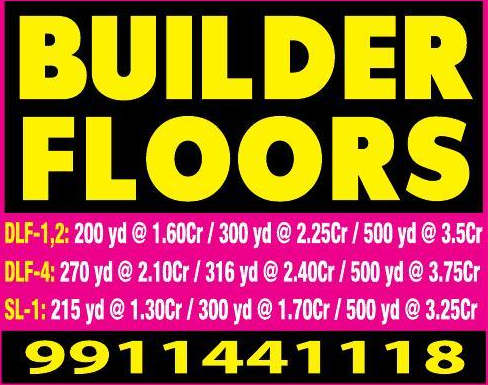 BUILDER
FLOORS
DLF-1,2: 200 yd @ 1.60Cr / 300 yd @ 2.25Cr / 500 yd @ 3.5Cr
DLF-4: 270 yd @ 2.10Cr / 316 yd @ 2.40Cr / 500 yd @ 3.75Cr
SL-1: 215 yd @ 1.30Cr / 300 yd @ 1.70Cr / 500 yd @ 3.25Cr
9911441118